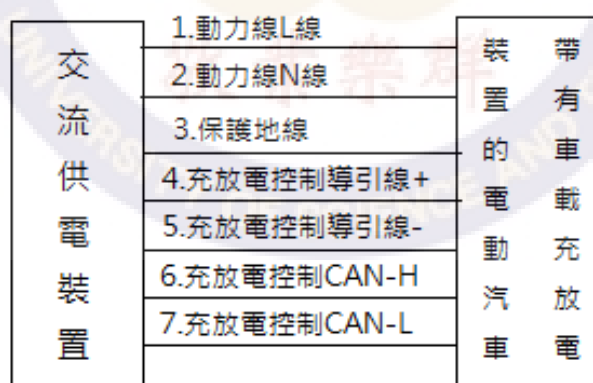 交流供電裝置
1.動力線L線
2.動力線N線
3.保護地線
4.充放電控制導引線+
5.充放電控制導引線-
6.充放電控制CAN-H
7.充放電控制CAN-L
帶有車載充放電
裝置的電動汽車